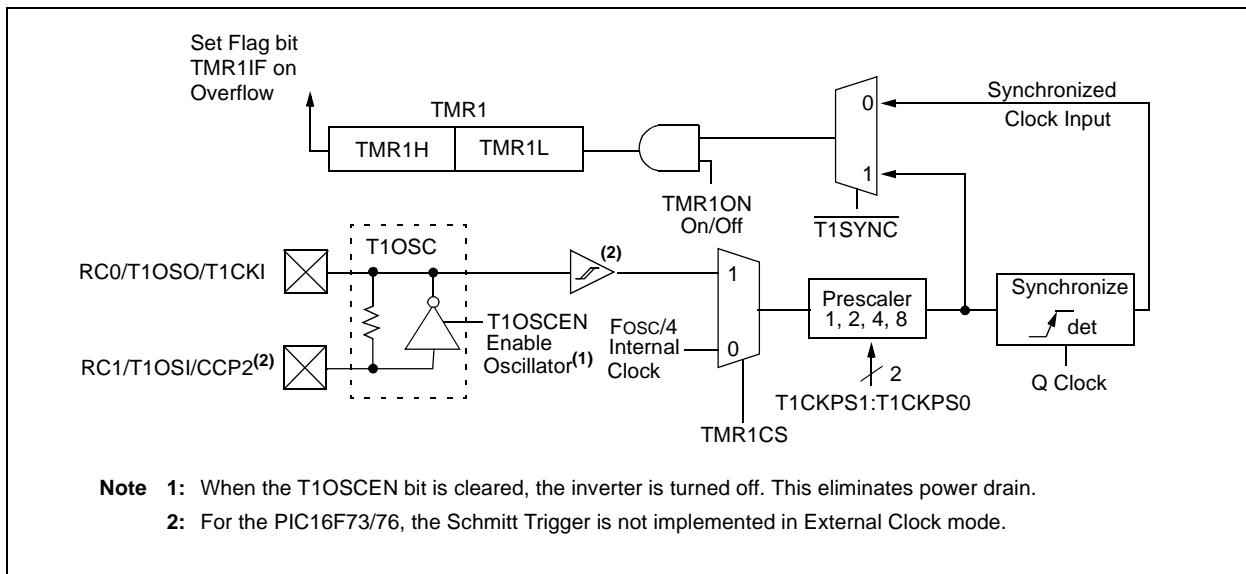 Set Flag bit
TMR1IF on
Overflow
TMR1
TMR1H
TMR1L
TMR1ON
On/Off
0
1
T1SYNC
Synchronized
Clock Input
RC0/T1OSO/T1CKI
T1OSC
(2)
RC1/T1OSI/CCP2(2)
T1OSCEN
Enable
Oscillator(1)
FOSC/4
Internal
Clock
1
0
TMR1CS
Prescaler
1, 2, 4, 8
2
T1CKPS1:T1CKPS0
Synchronize
det
Q Clock
Note 1: When the T1OSCEN bit is cleared, the inverter is turned off. This eliminates power drain.
2: For the PIC16F73/76, the Schmitt Trigger is not implemented in External Clock mode.